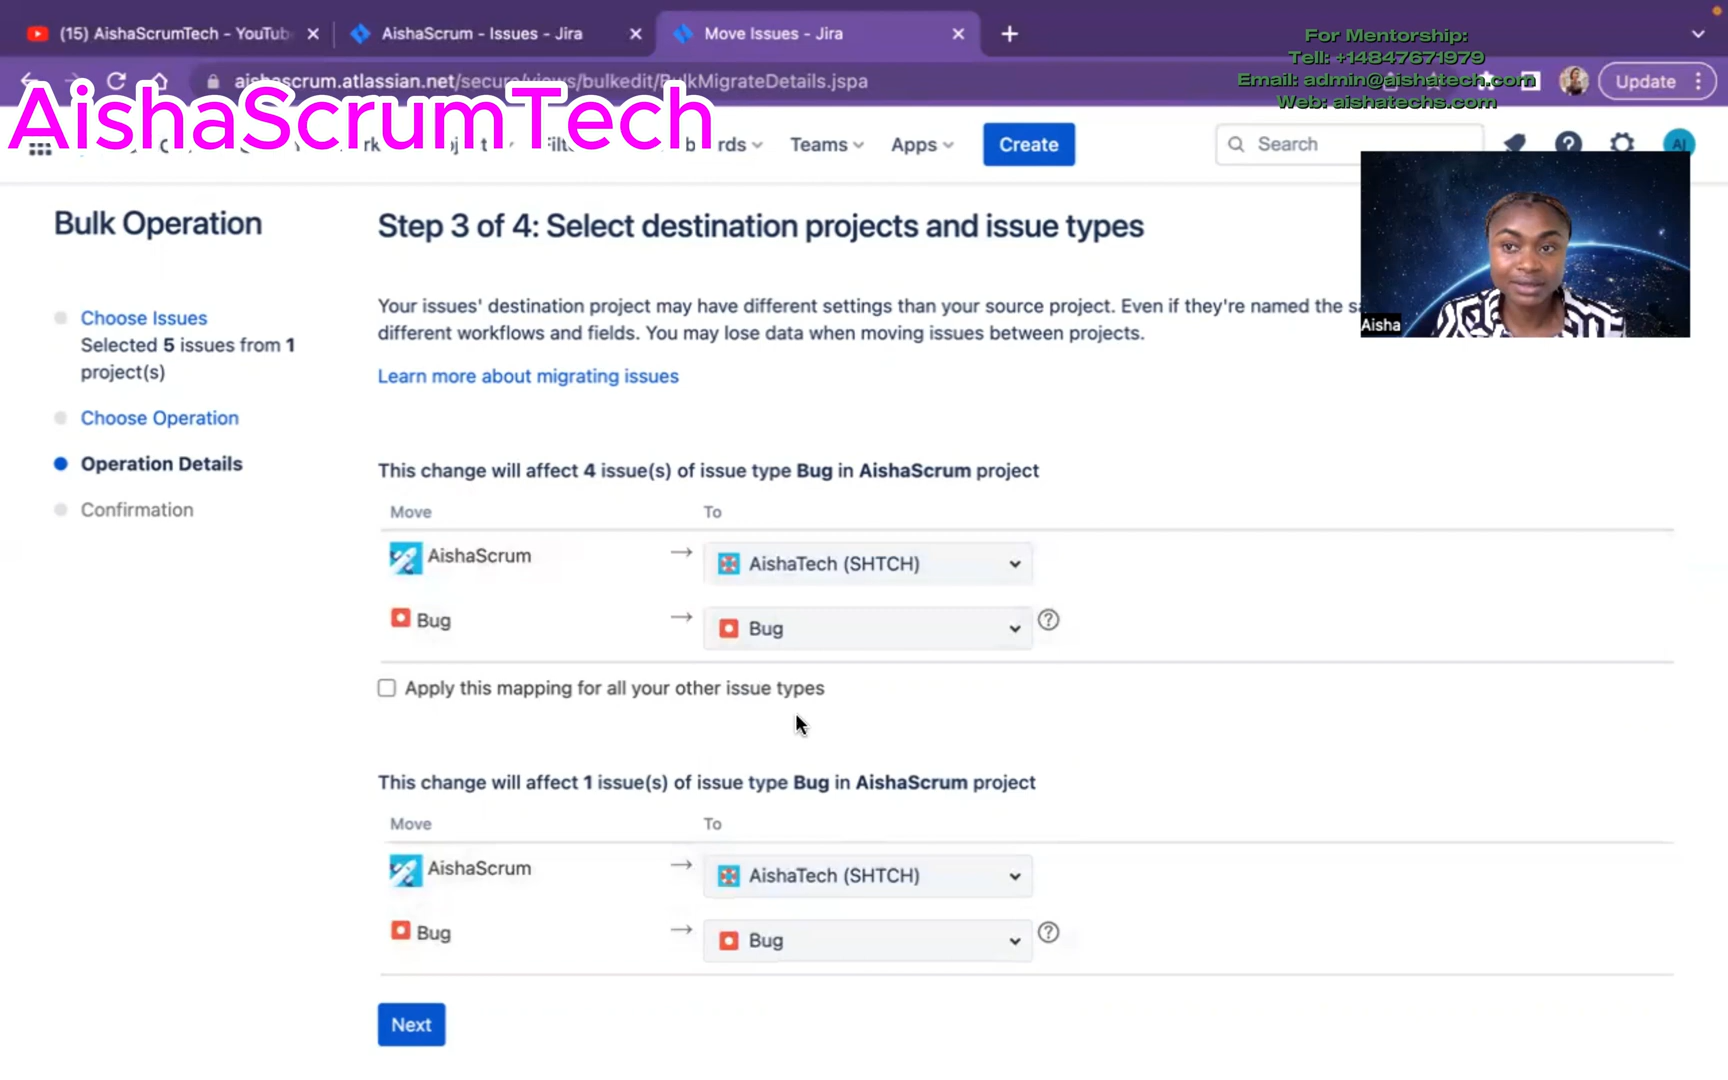 (15) AishaScrumTech - YouTub
AishaScrum - Issues - Jira
Move Issues - Jira
For Mentorship:
Tell: +14847671979
Email: admin@aishatech.com
Web: aishatechs.com
aishascrum.atlassian.net/secure/views/bulkedit/BulkMigrateDetails.jspa
Update
AishaScrumTech
Teams
Apps
Create
Search
AI
Bulk Operation
Step 3 of 4: Select destination projects and issue types
Choose Issues
Selected 5 issues from 1
project(s)
Choose Operation
Operation Details
Confirmation
Your issues' destination project may have different settings than your source project. Even if they're named the sa
different workflows and fields. You may lose data when moving issues between projects.
Aisha
Learn more about migrating issues
This change will affect 4 issue(s) of issue type Bug in AishaScrum project
Move To
AishaScrum → AishaTech (SHTCH)
Bug → Bug
Apply this mapping for all your other issue types
This change will affect 1 issue(s) of issue type Bug in AishaScrum project
Move To
AishaScrum → AishaTech (SHTCH)
Bug → Bug
Next